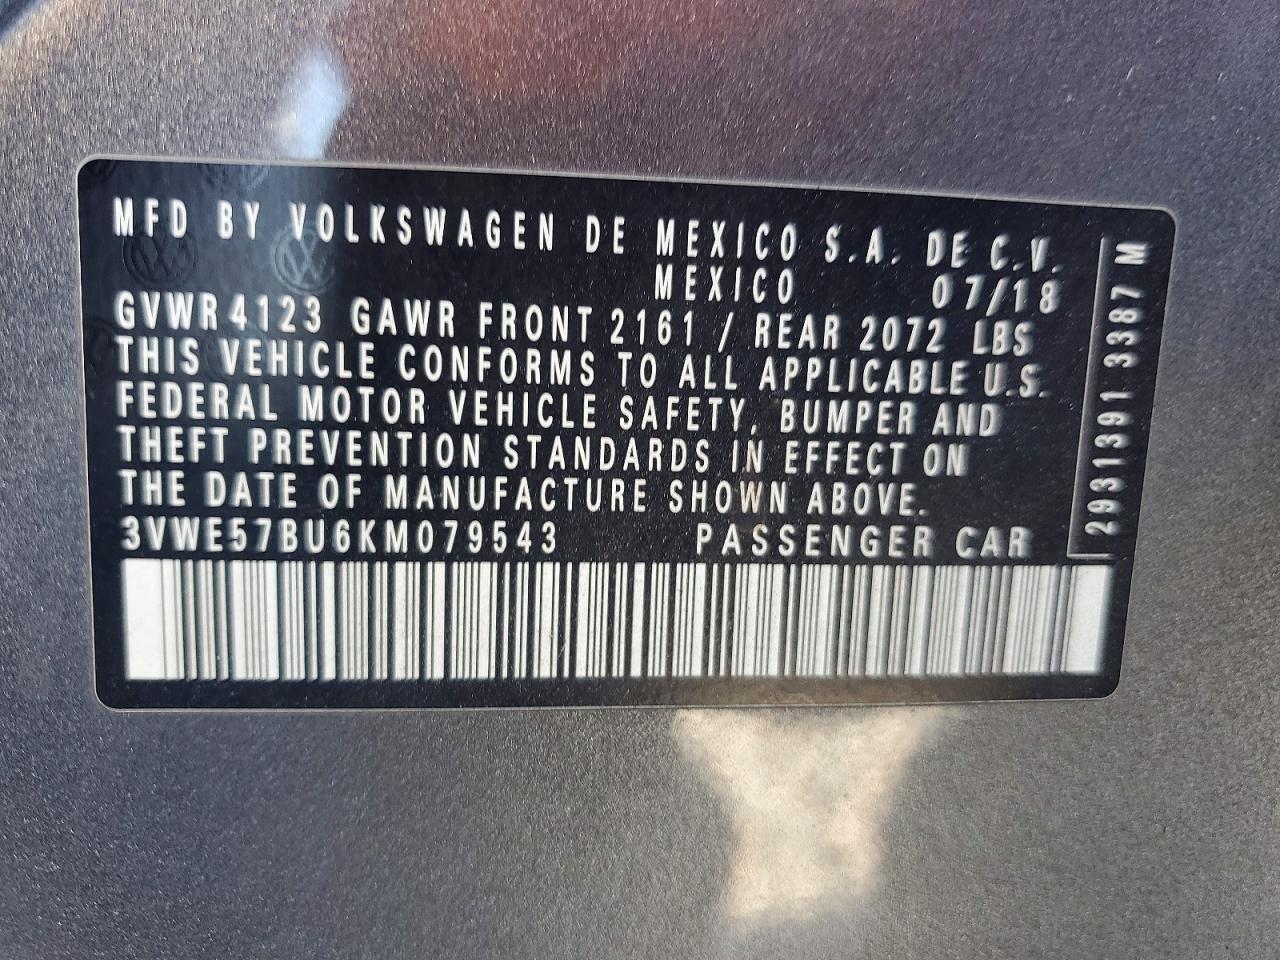 MFD BY VOLKSWAGEN DE MEXICO S.A. DE C.V.
MEXICO 07/18
GVWR 4123 GAWR FRONT 2161 / REAR 2072 LBS
THIS VEHICLE CONFORMS TO ALL APPLICABLE U.S.
FEDERAL MOTOR VEHICLE SAFETY, BUMPER AND
THEFT PREVENTION STANDARDS IN EFFECT ON
THE DATE OF MANUFACTURE SHOWN ABOVE.
3VWE57BU6KM079543 PASSENGER CAR
2931391 3387 M